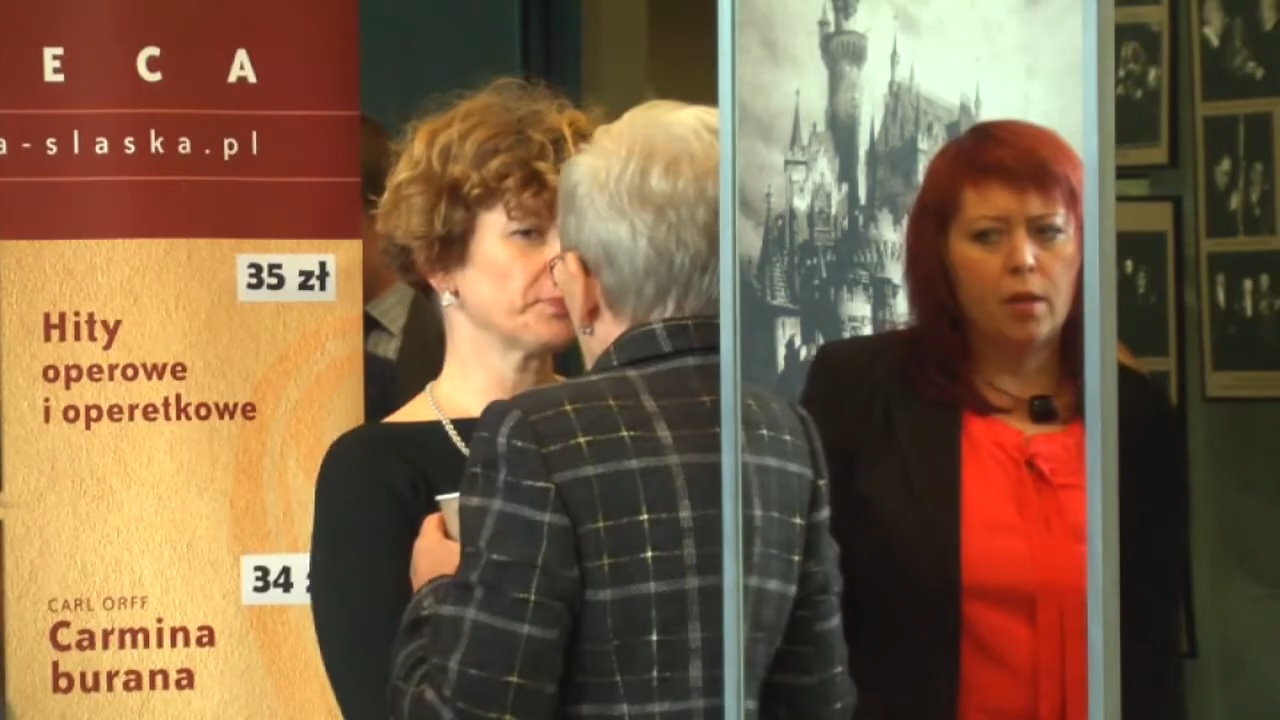 E C A
a-slaska.pl
35 zł
Hity
operowe
i operetkowe
34
CARL ORFF
Carmina
burana